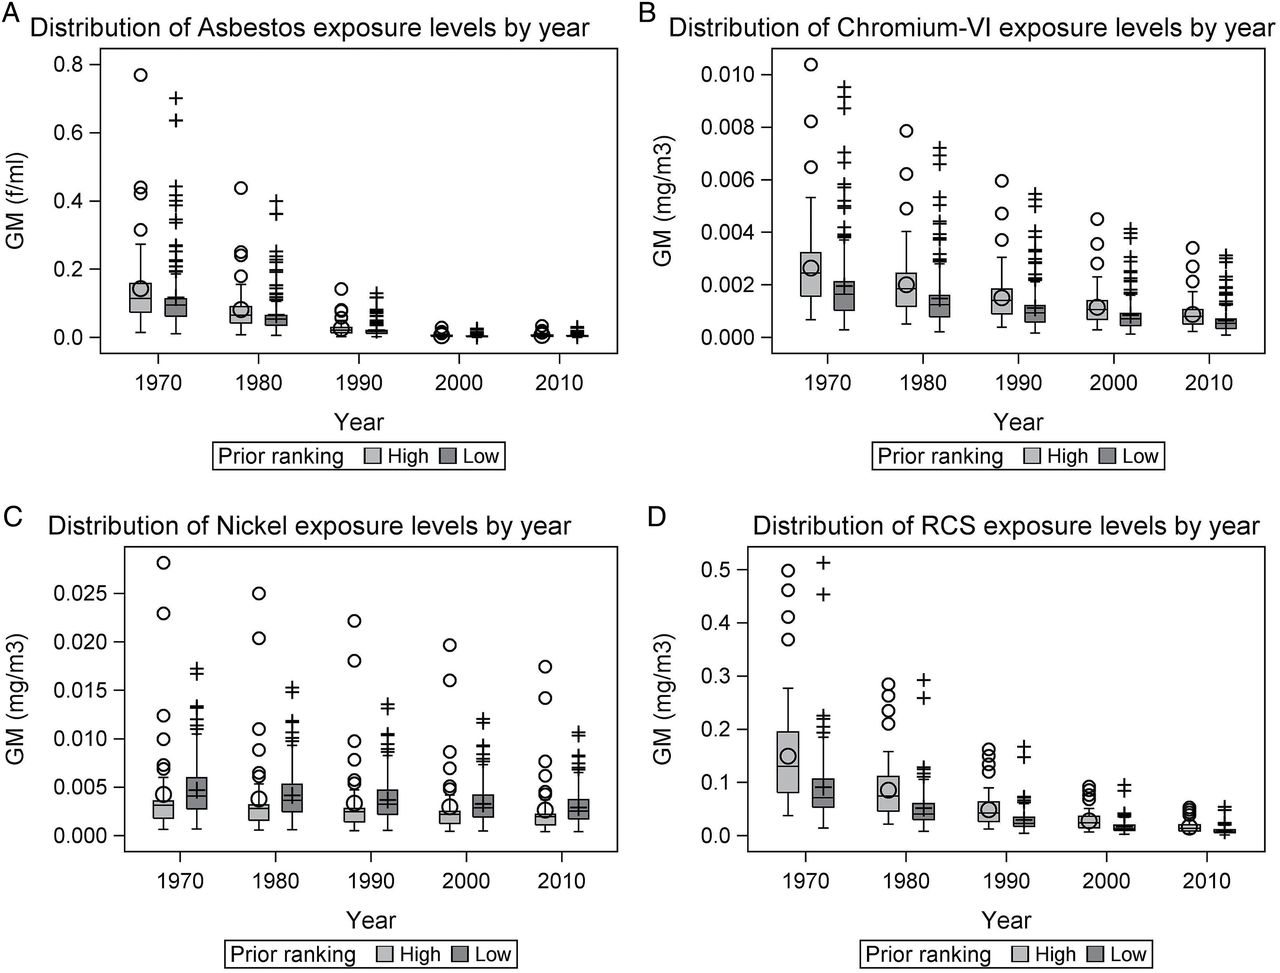 A
Distribution of Asbestos exposure levels by year
GM (f/ml)
0.8
0.6
0.4
0.2
0.0
1970 1980 1990 2000 2010
Year
Prior ranking High Low
B
Distribution of Chromium-VI exposure levels by year
GM (mg/m3)
0.010
0.008
0.006
0.004
0.002
0.000
1970 1980 1990 2000 2010
Year
Prior ranking High Low
C
Distribution of Nickel exposure levels by year
GM (mg/m3)
0.025
0.020
0.015
0.010
0.005
0.000
1970 1980 1990 2000 2010
Year
Prior ranking High Low
D
Distribution of RCS exposure levels by year
GM (mg/m3)
0.5
0.4
0.3
0.2
0.1
0.0
1970 1980 1990 2000 2010
Year
Prior ranking High Low